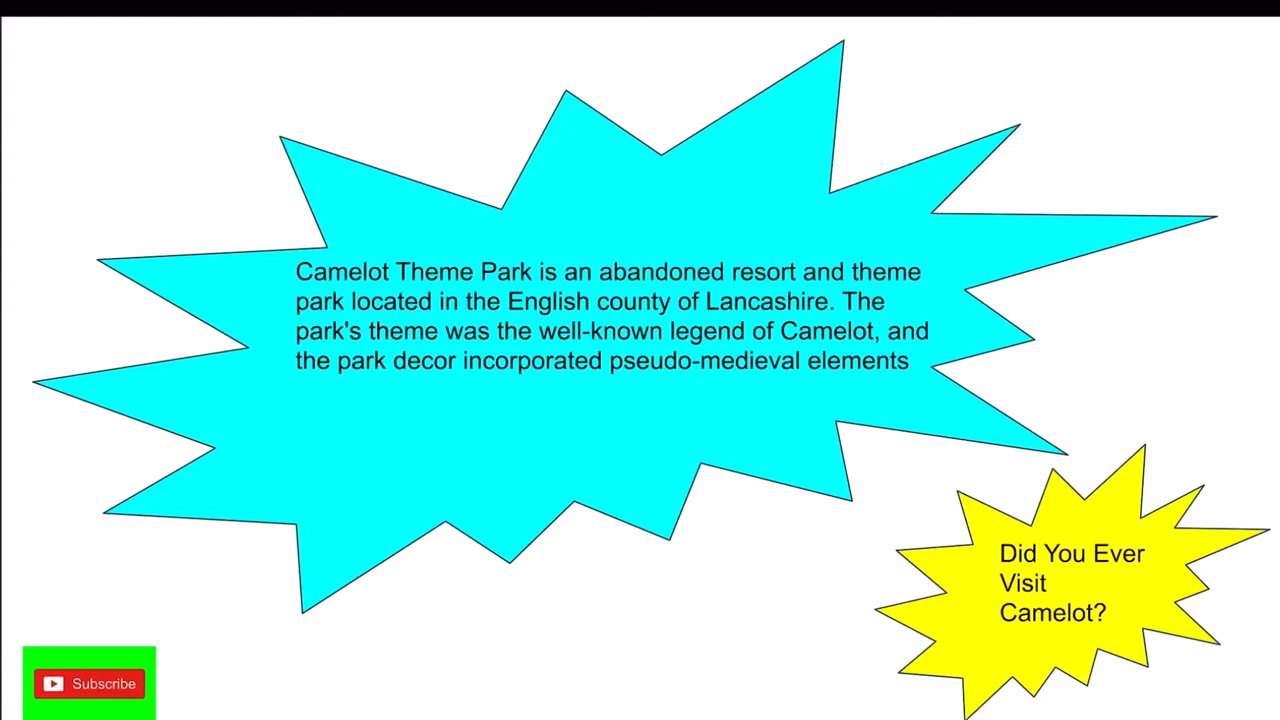 Camelot Theme Park is an abandoned resort and theme
park located in the English county of Lancashire. The
park's theme was the well-known legend of Camelot, and
the park decor incorporated pseudo-medieval elements
Did You Ever
Visit
Camelot?
Subscribe